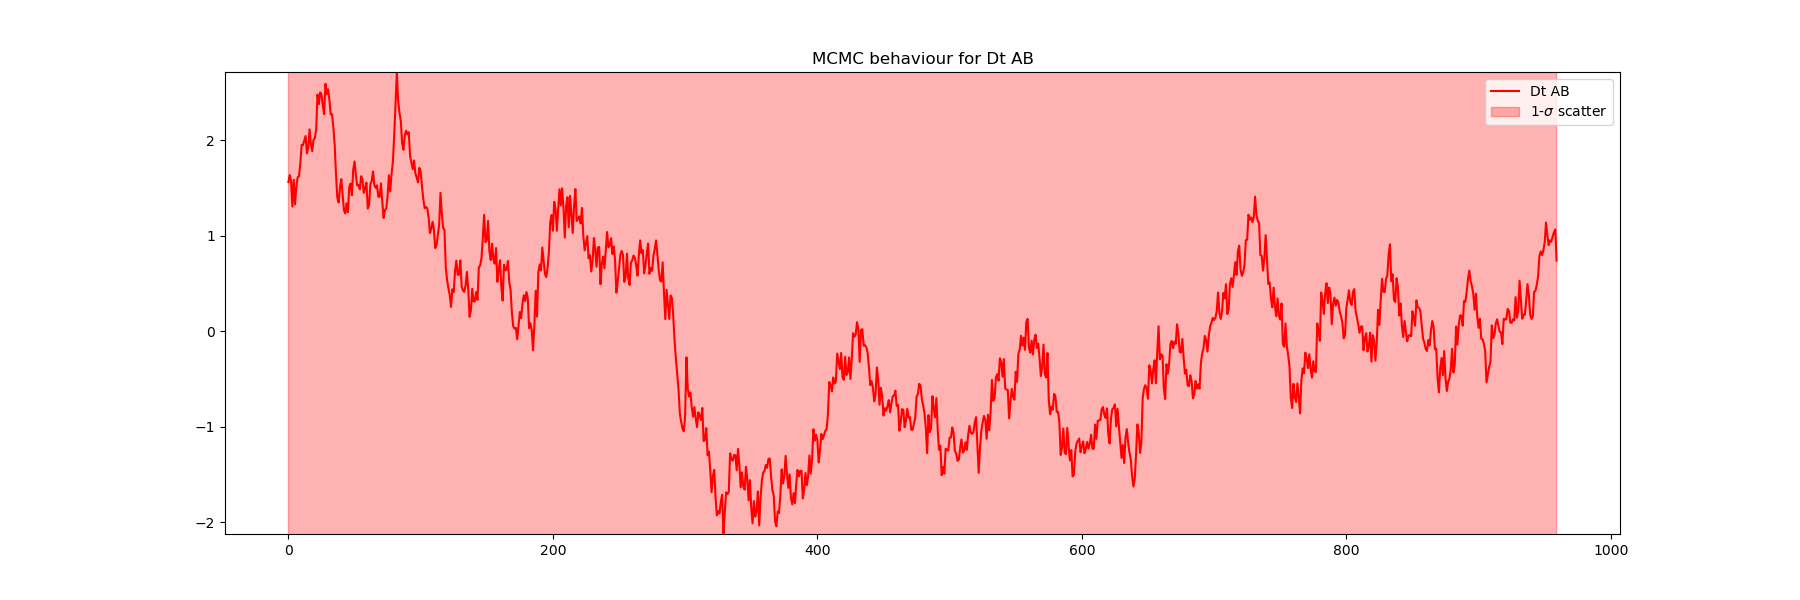 MCMC behaviour for Dt AB
Dt AB
1-σ scatter
2
1
0
−1
−2
0 200 400 600 800 1000